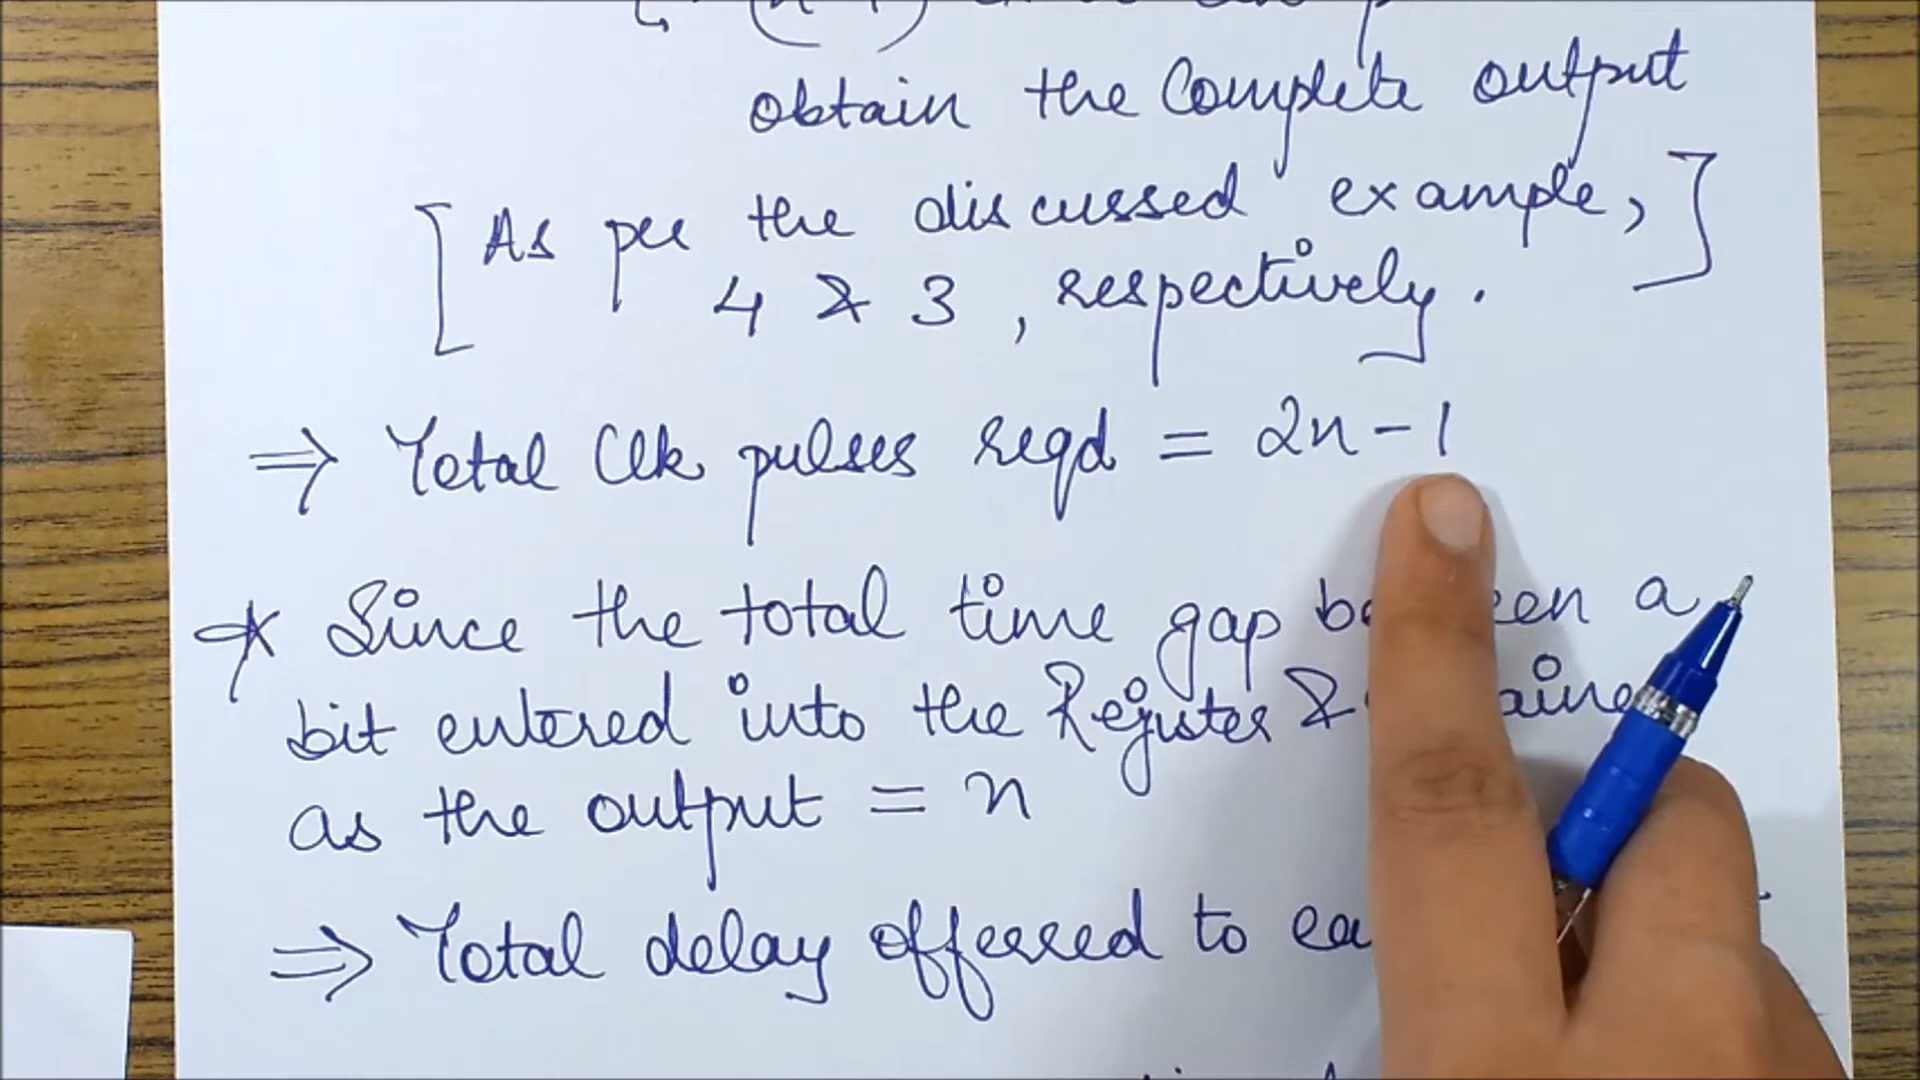 obtain the Complete output
[As per the discussed example,]
4 & 3, respectively.
⇒ Total Clk pulses reqd = 2n-1
* Since the total time gap a
bit entered into the Register &
as the output = n
⇒ Total delay offerred to